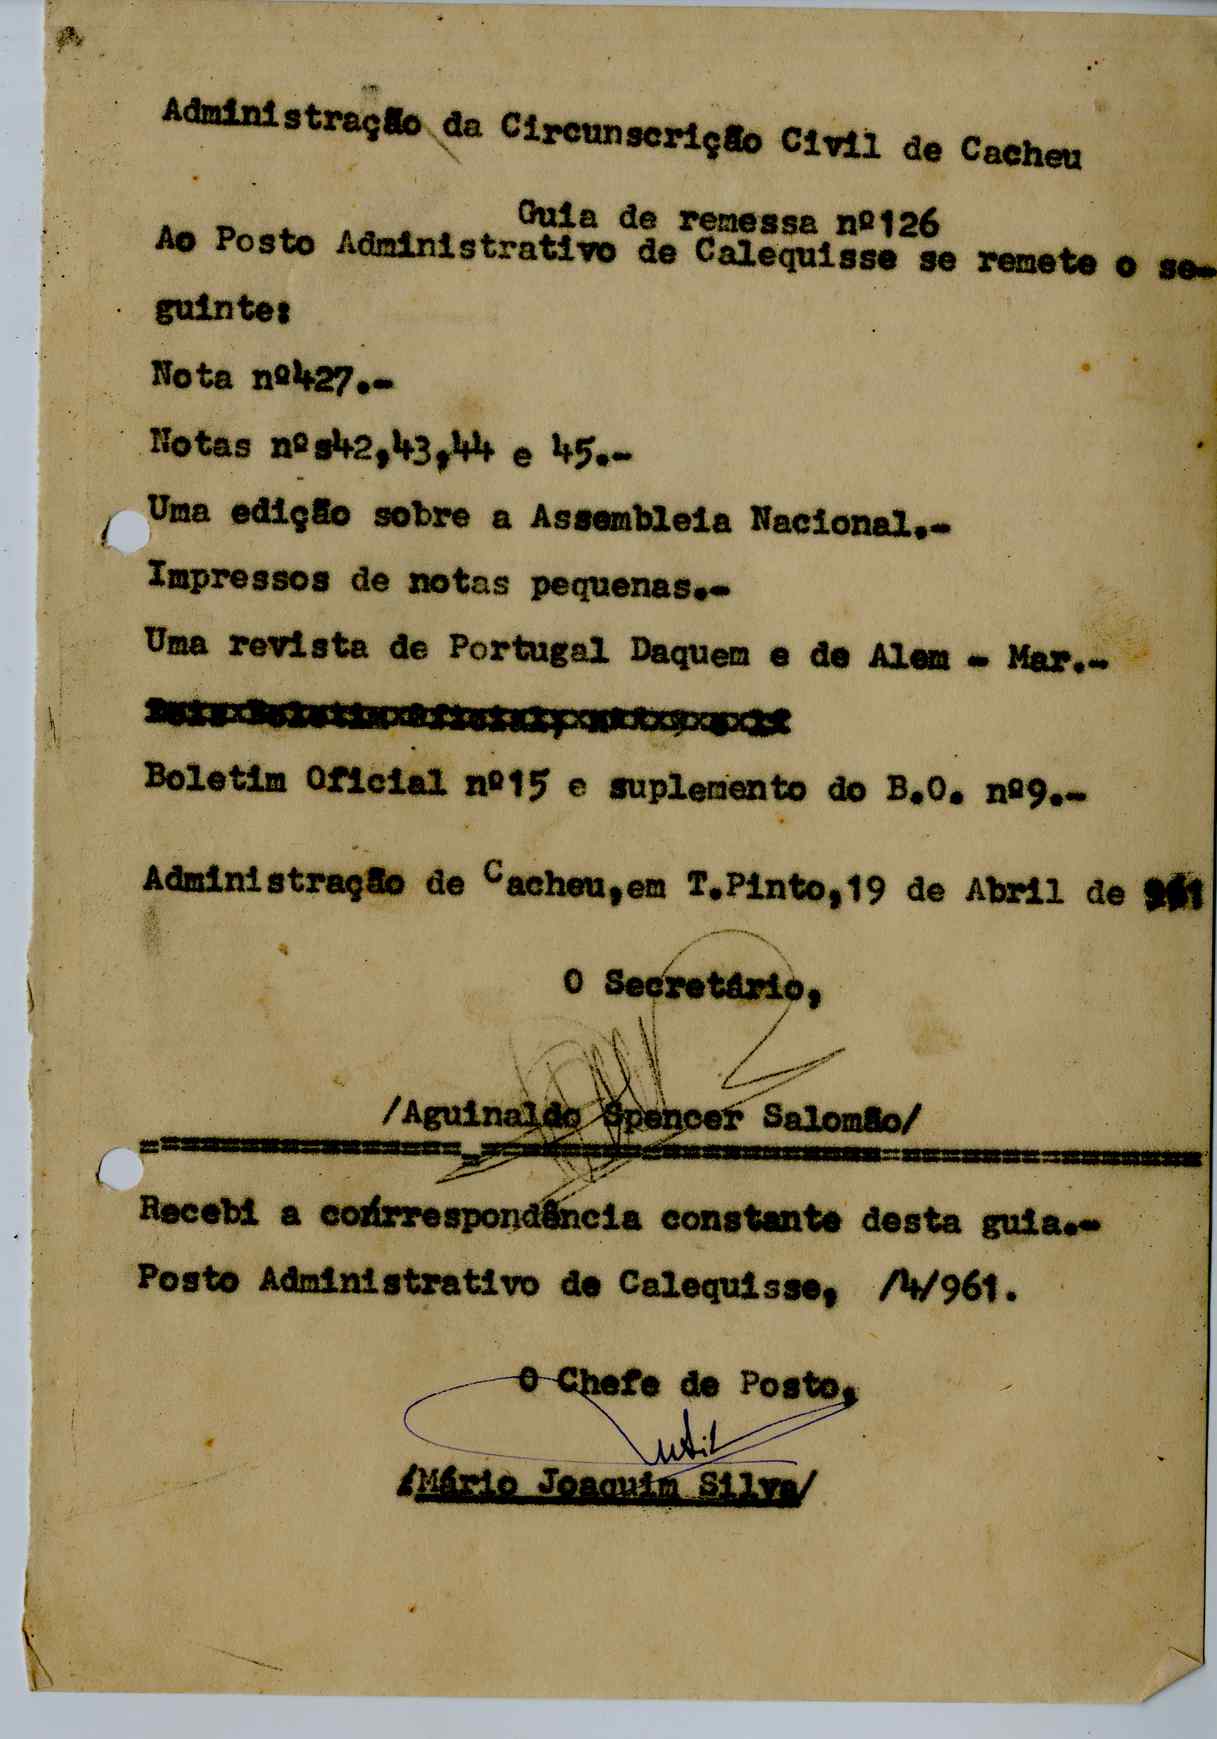 Administração da Circunscrição Civil de Cacheu
Guia de remessa nº126
Ao Posto Administrativo de Calequisse se remete o se-
guinte:
Nota nº427.-
Notas nºs42,43,44 e 45.-
Uma edição sobre a Assembleia Nacional.-
Impressos de notas pequenas.-
Uma revista de Portugal Daquem e de Alem - Mar.-
Boletim Oficial nº15 e suplemento do B.O. nº9.-
Administração de Cacheu,em T.Pinto,19 de Abril de 961
O Secretário,
/Aguinaldo Spencer Salomão/
Recebi a corrrespondância constante desta guia.-
Posto Administrativo de Calequisse, /4/961.
O Chefe de Posto,
/Mário Joaquim Silva/